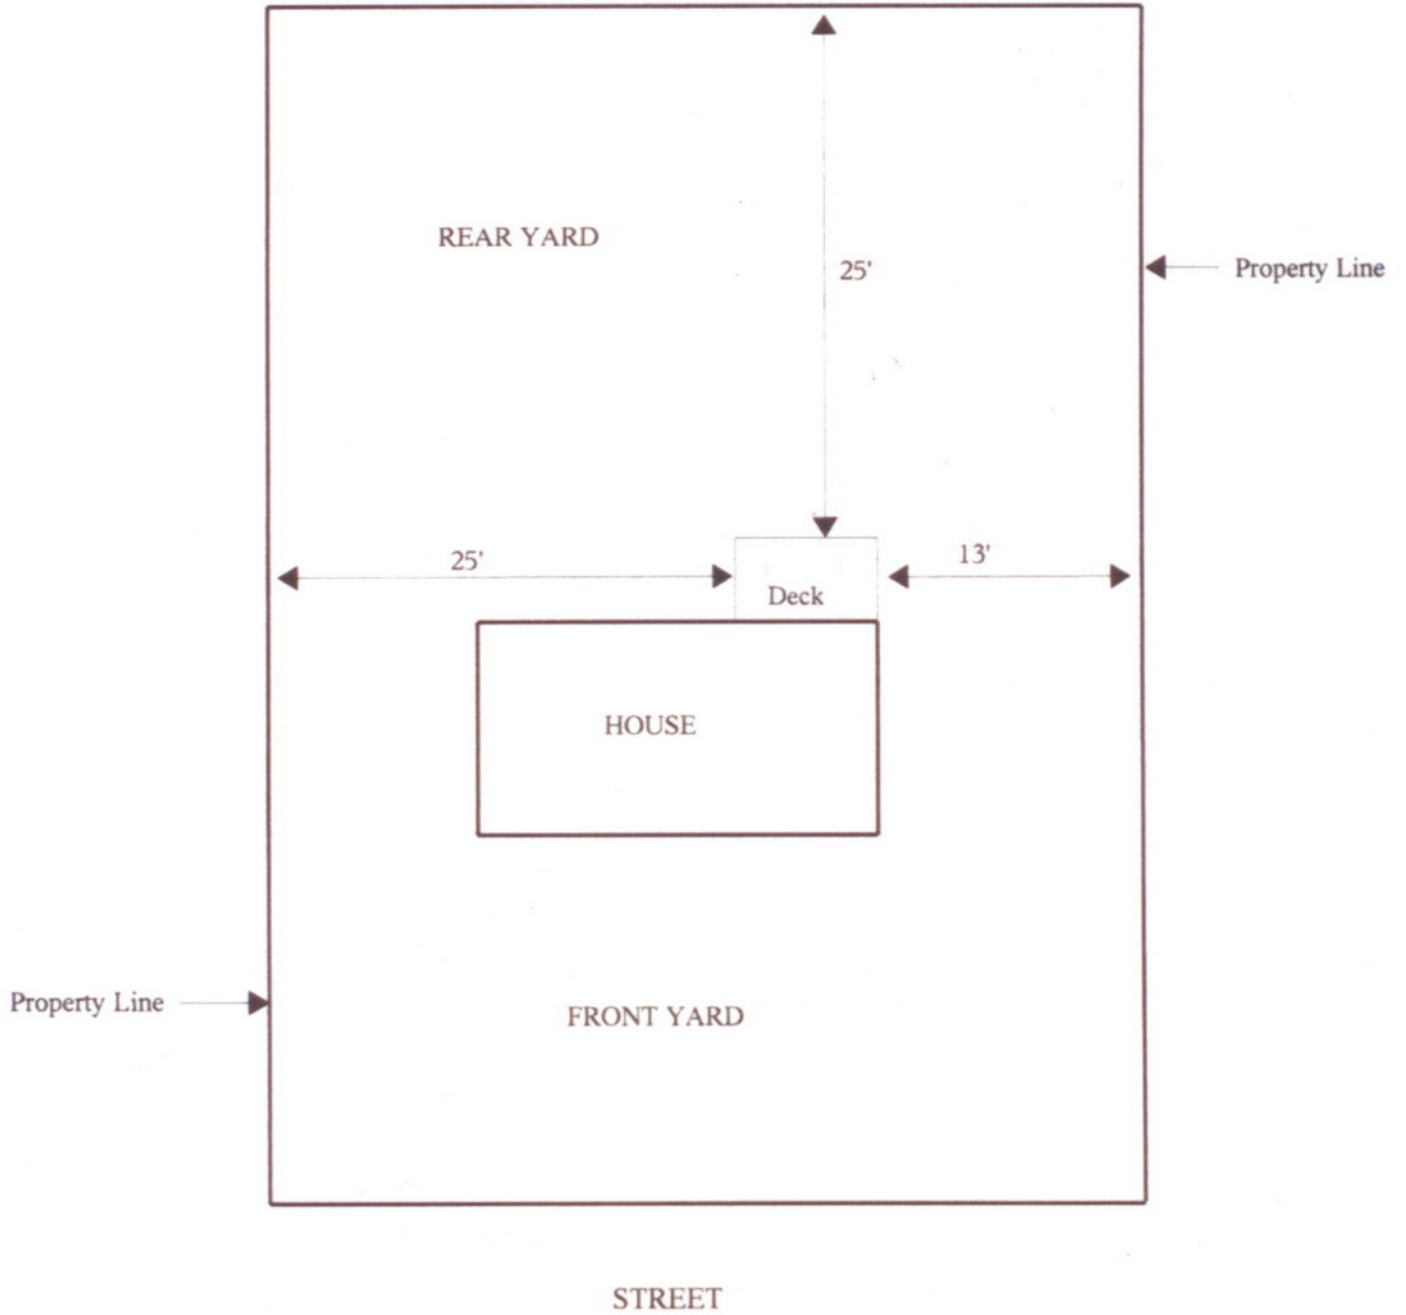 REAR YARD
25'
Property Line
25'
13'
Deck
HOUSE
Property Line
FRONT YARD
STREET